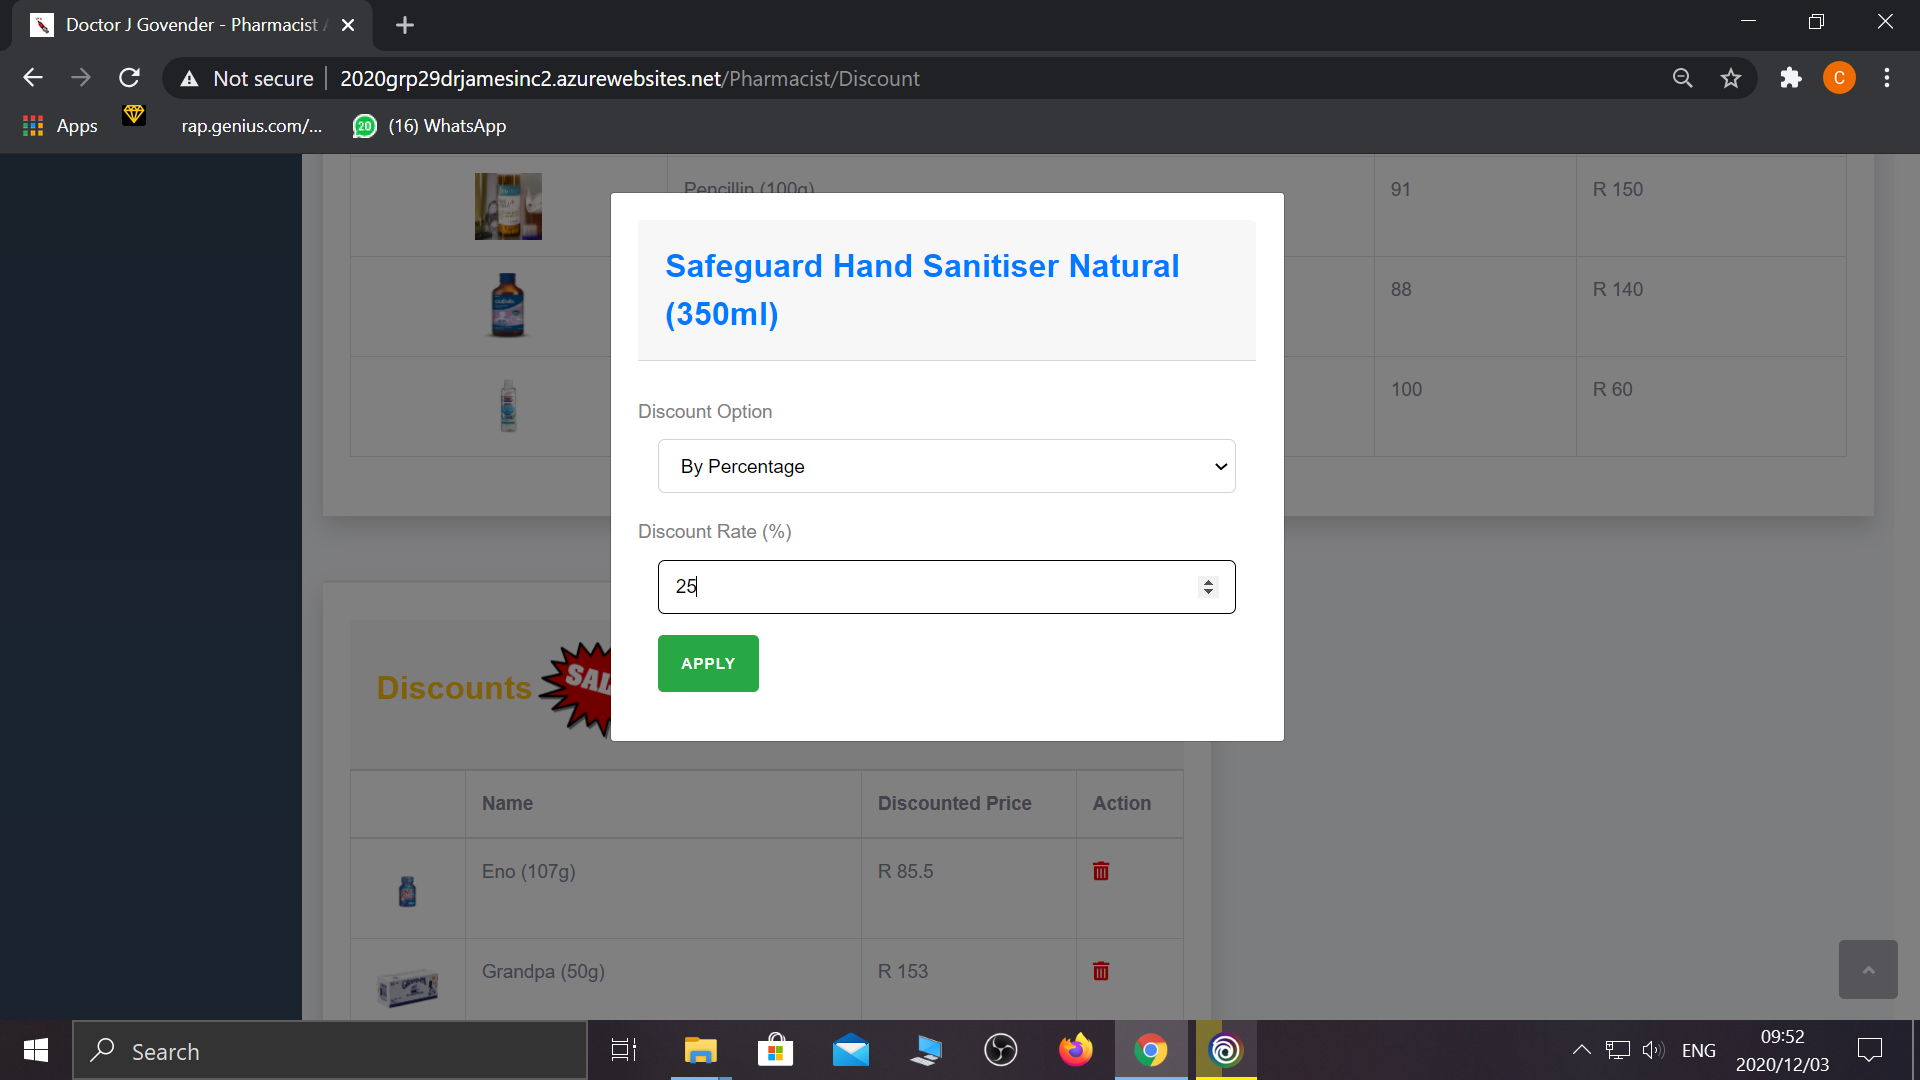 Doctor J Govender - Pharmacist
Not secure
2020grp29drjamesinc2.azurewebsites.net/Pharmacist/Discount
C
Apps
rap.genius.com/...
20
(16) WhatsApp
Pencillin (100g)
91
R 150
88
R 140
100
R 60
Safeguard Hand Sanitiser Natural
(350ml)
Discount Option
By Percentage
Discount Rate (%)
25
APPLY
Discounts
Name
Discounted Price
Action
Eno (107g)
R 85.5
Grandpa (50g)
R 153
Search
ENG
09:52
2020/12/03